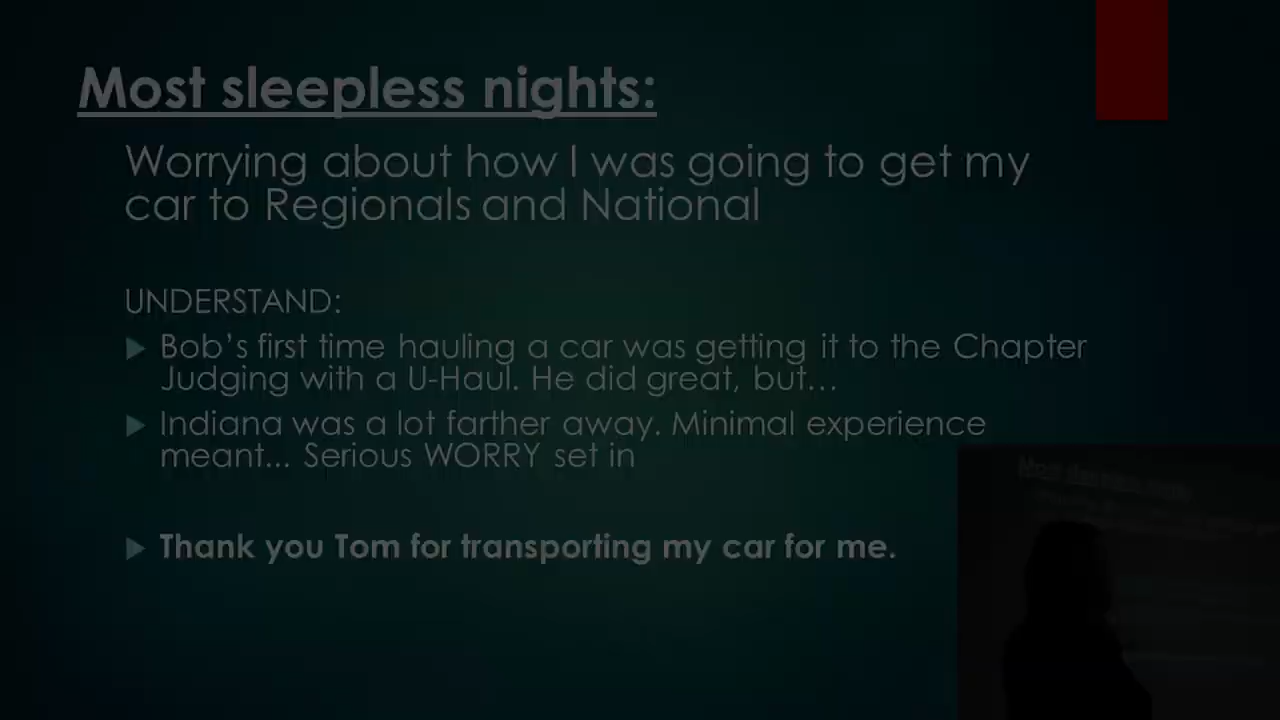 Most sleepless nights:
Worrying about how I was going to get my
car to Regionals and National
UNDERSTAND:
Bob's first time hauling a car was getting it to the Chapter
Judging with a U-Haul. He did great, but...
Indiana was a lot farther away. Minimal experience
meant... Serious WORRY set in
Thank you Tom for transporting my car for me.